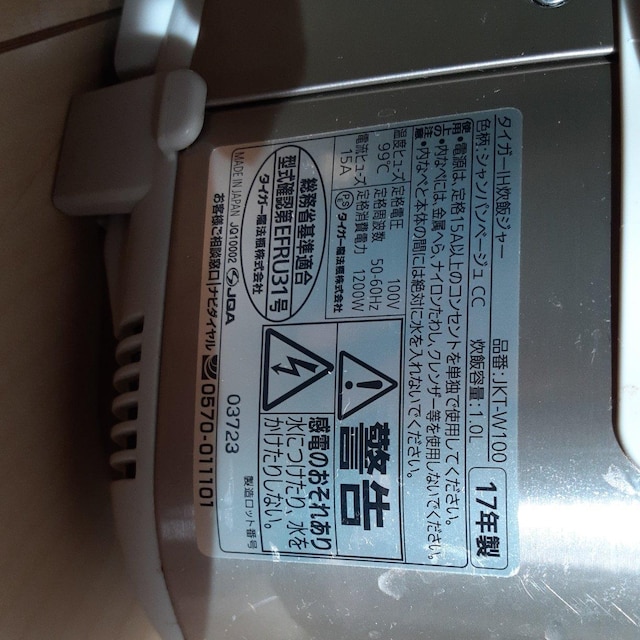 タイガーIH炊飯ジャー 品番:JKT-W100
色柄:シャンパンベージュ CC 炊飯容量:1.0L
17年製
使用上の注意
●電源は、定格15A以上のコンセントを単独で使用してください。
●内なべには、金属へら、ナイロンたわし、クレンザー等を使用しないでください。
●内なべと本体の間には絶対に水を入れないでください。
温度ヒューズ 99℃
電流ヒューズ 15A
定格電圧 100V
定格周波数 50-60Hz
定格消費電力 1200W
PS E タイガー魔法瓶株式会社
総務省基準適合
型式確認第EFRU31号
タイガー魔法瓶株式会社
警告
感電のおそれあり
水につけたり、水を
かけたりしない。
MADE IN JAPAN JQ10002 JQA
03723 製造ロット番号
お客様ご相談窓口/ナビダイヤル 0570-011101